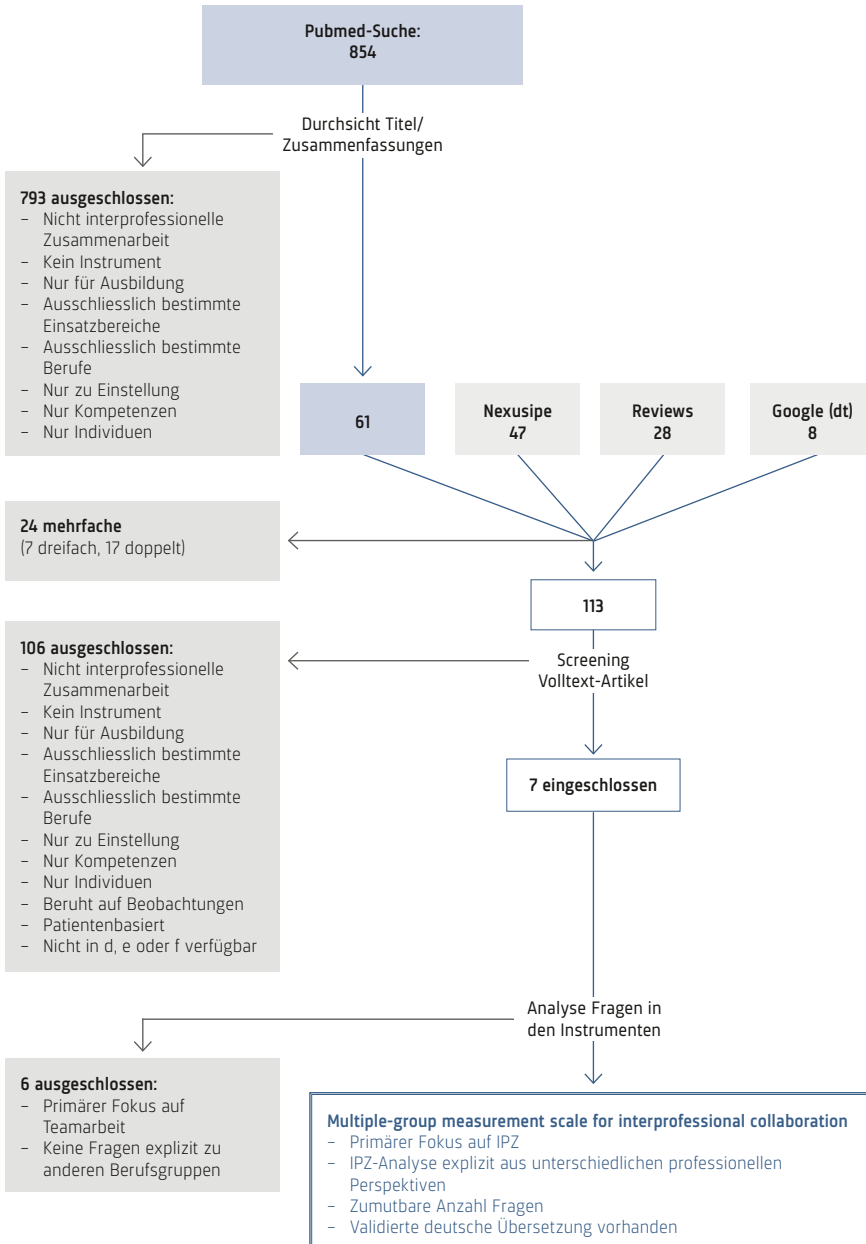 Pubmed-Suche:
854
Durchsicht Titel/
Zusammenfassungen
793 ausgeschlossen:
– Nicht interprofessionelle
Zusammenarbeit
– Kein Instrument
– Nur für Ausbildung
– Ausschliesslich bestimmte
Einsatzbereiche
– Ausschliesslich bestimmte
Berufe
– Nur zu Einstellung
– Nur Kompetenzen
– Nur Individuen
61
Nexusipe
47
Reviews
28
Google (dt)
8
24 mehrfache
(7 dreifach, 17 doppelt)
113
106 ausgeschlossen:
– Nicht interprofessionelle
Zusammenarbeit
– Kein Instrument
– Nur für Ausbildung
– Ausschliesslich bestimmte
Einsatzbereiche
– Ausschliesslich bestimmte
Berufe
– Nur zu Einstellung
– Nur Kompetenzen
– Nur Individuen
– Beruht auf Beobachtungen
– Patientenbasiert
– Nicht in d, e oder f verfügbar
Screening
Volltext-Artikel
7 eingeschlossen
Analyse Fragen in
den Instrumenten
6 ausgeschlossen:
– Primärer Fokus auf
Teamarbeit
– Keine Fragen explizit zu
anderen Berufsgruppen
Multiple-group measurement scale for interprofessional collaboration
– Primärer Fokus auf IPZ
– IPZ-Analyse explizit aus unterschiedlichen professionellen
Perspektiven
– Zumutbare Anzahl Fragen
– Validierte deutsche Übersetzung vorhanden